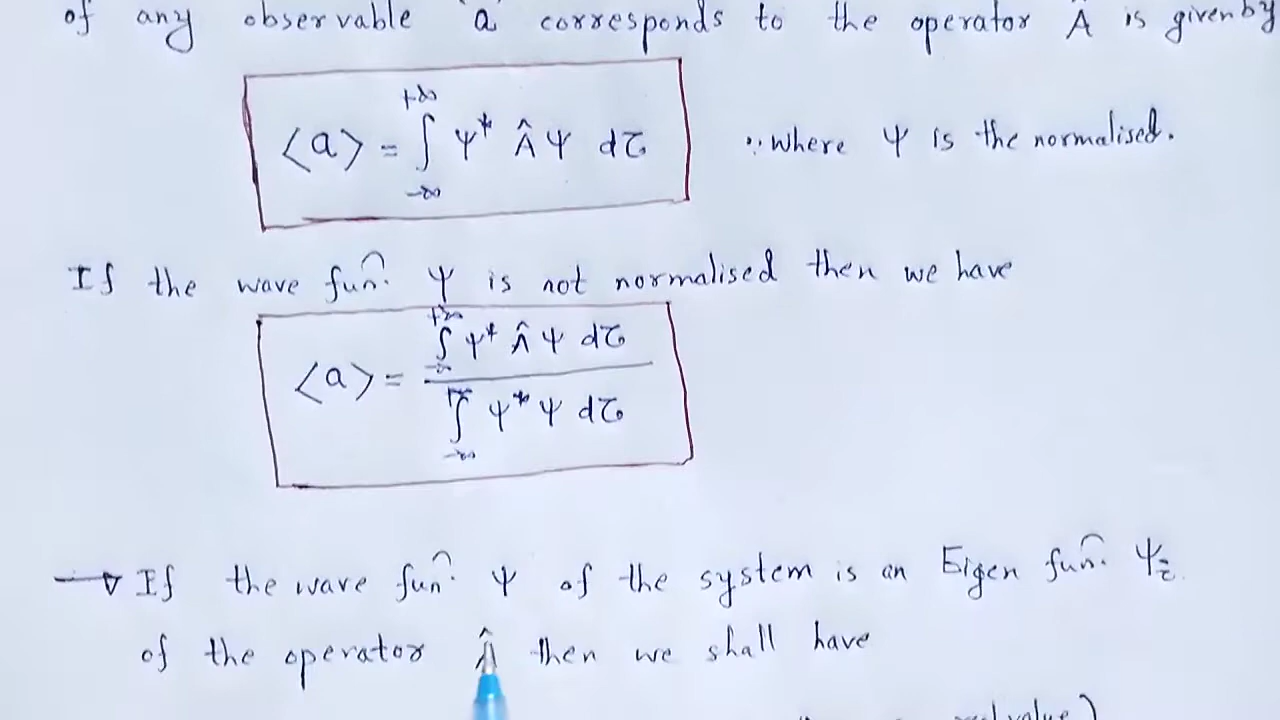 of any observable 'a' corresponds to the operator Â is given by
⟨a⟩ = ∫_{-∞}^{+∞} Ψ* Â Ψ dτ ∵ where Ψ is the normalised.
If the wave fun. Ψ is not normalised then we have
⟨a⟩ = ∫_{-∞}^{+∞} Ψ* Â Ψ dτ / ∫_{-∞}^{+∞} Ψ* Ψ dτ
→ If the wave fun. Ψ of the system is an Eigen fun. Ψ_i
of the operator Â then we shall have
value)